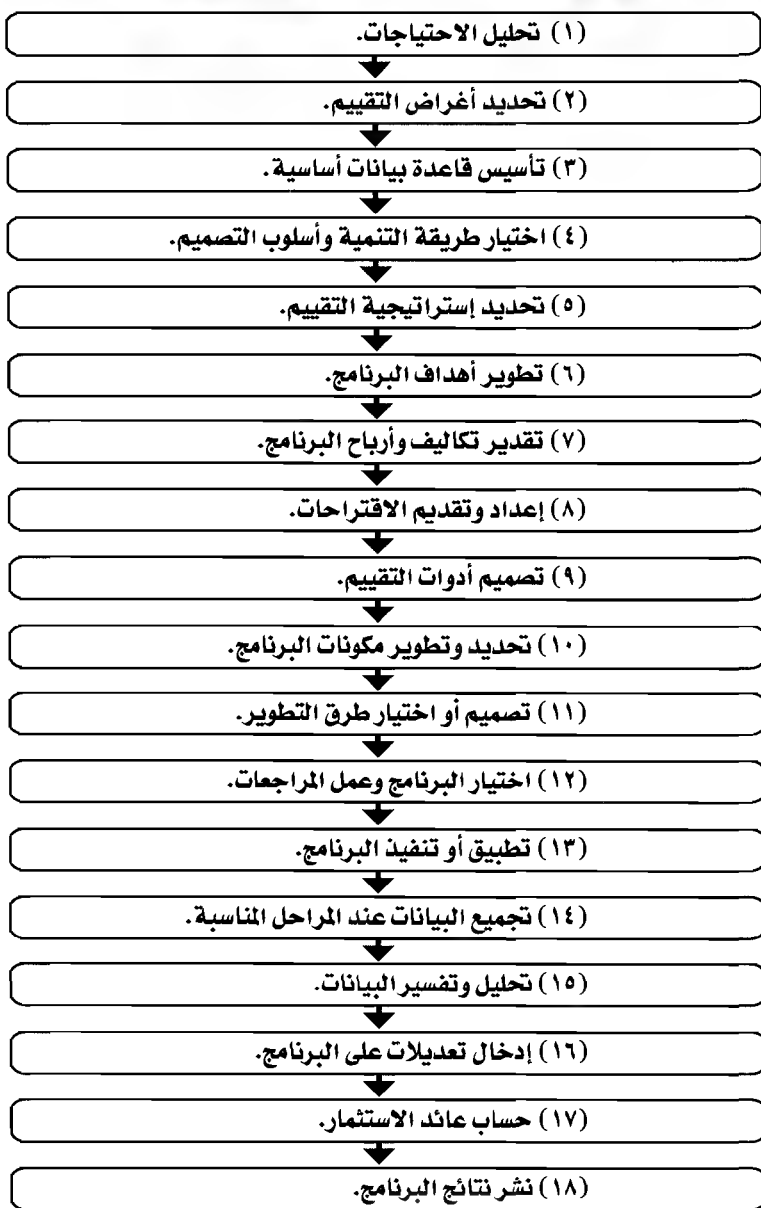 (١) تحليل الاحتياجات.
(٢) تحديد أغراض التقييم.
(٣) تأسيس قاعدة بيانات أساسية.
(٤) اختيار طريقة التنمية وأسلوب التصميم.
(٥) تحديد إستراتيجية التقييم.
(٦) تطوير أهداف البرنامج.
(٧) تقدير تكاليف وأرباح البرنامج.
(٨) إعداد وتقديم الاقتراحات.
(٩) تصميم أدوات التقييم.
(١٠) تحديد وتطوير مكونات البرنامج.
(١١) تصميم أو اختيار طرق التطوير.
(١٢) اختيار البرنامج وعمل المراجعات.
(١٣) تطبيق أو تنفيذ البرنامج.
(١٤) تجميع البيانات عند المراحل المناسبة.
(١٥) تحليل وتفسير البيانات.
(١٦) إدخال تعديلات على البرنامج.
(١٧) حساب عائد الاستثمار.
(١٨) نشر نتائج البرنامج.